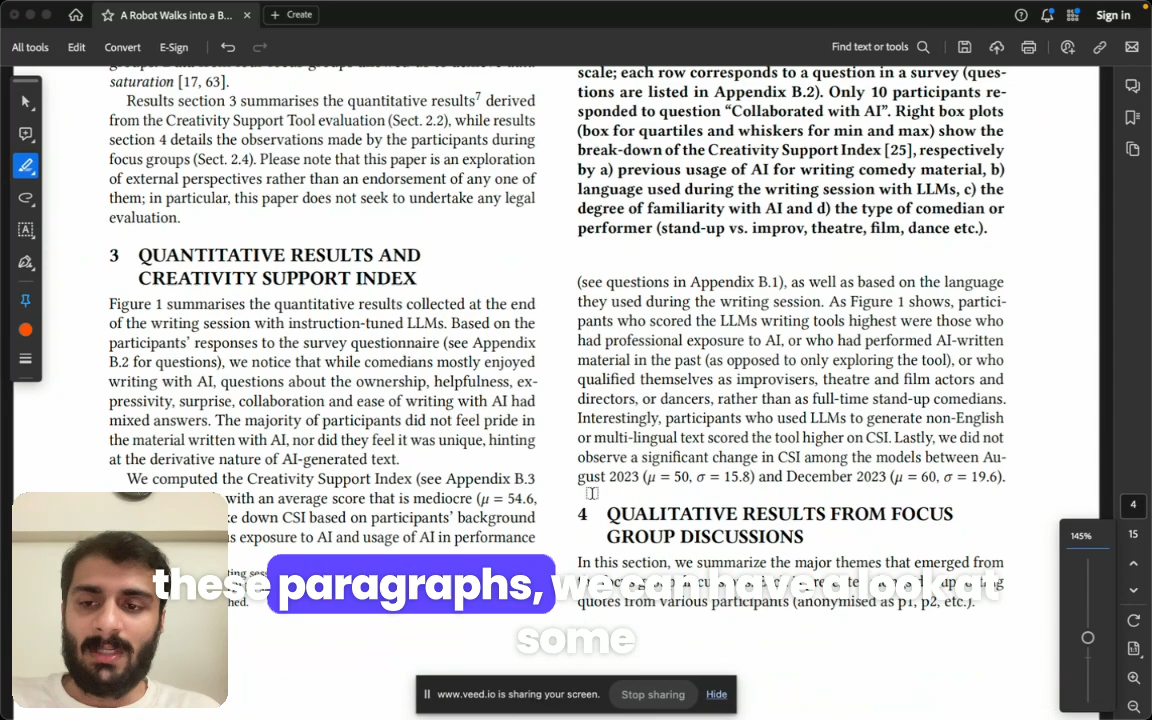 A Robot Walks into a B...
Create
Sign in
All tools
Edit
Convert
E-Sign
Find text or tools
saturation [17, 63].
Results section 3 summarises the quantitative results7 derived
from the Creativity Support Tool evaluation (Sect. 2.2), while results
section 4 details the observations made by the participants during
focus groups (Sect. 2.4). Please note that this paper is an exploration
of external perspectives rather than an endorsement of any one of
them; in particular, this paper does not seek to undertake any legal
evaluation.
3 QUANTITATIVE RESULTS AND
CREATIVITY SUPPORT INDEX
Figure 1 summarises the quantitative results collected at the end
of the writing session with instruction-tuned LLMs. Based on the
participants' responses to the survey questionnaire (see Appendix
B.2 for questions), we notice that while comedians mostly enjoyed
writing with AI, questions about the ownership, helpfulness, ex-
pressivity, surprise, collaboration and ease of writing with AI had
mixed answers. The majority of participants did not feel pride in
the material written with AI, nor did they feel it was unique, hinting
at the derivative nature of AI-generated text.
We computed the Creativity Support Index (see Appendix B.3
with an average score that is mediocre (μ = 54.6,
down CSI based on participants' background
exposure to AI and usage of AI in performance
scale; each row corresponds to a question in a survey (ques-
tions are listed in Appendix B.2). Only 10 participants re-
sponded to question “Collaborated with AI”. Right box plots
(box for quartiles and whiskers for min and max) show the
break-down of the Creativity Support Index [25], respectively
by a) previous usage of AI for writing comedy material, b)
language used during the writing session with LLMs, c) the
degree of familiarity with AI and d) the type of comedian or
performer (stand-up vs. improv, theatre, film, dance etc.).
(see questions in Appendix B.1), as well as based on the language
they used during the writing session. As Figure 1 shows, partici-
pants who scored the LLMs writing tools highest were those who
had professional exposure to AI, or who had performed AI-written
material in the past (as opposed to only exploring the tool), or who
qualified themselves as improvisers, theatre and film actors and
directors, or dancers, rather than as full-time stand-up comedians.
Interestingly, participants who used LLMs to generate non-English
or multi-lingual text scored the tool higher on CSI. Lastly, we did not
observe a significant change in CSI among the models between Au-
gust 2023 (μ = 50, σ = 15.8) and December 2023 (μ = 60, σ = 19.6).
4 QUALITATIVE RESULTS FROM FOCUS
GROUP DISCUSSIONS
In this section, we summarize the major themes that emerged from
quotes from various participants (anonymised as p1, p2, etc.).
these paragraphs, we can have a look at
some
4
15
145%
www.veed.io is sharing your screen.
Stop sharing
Hide